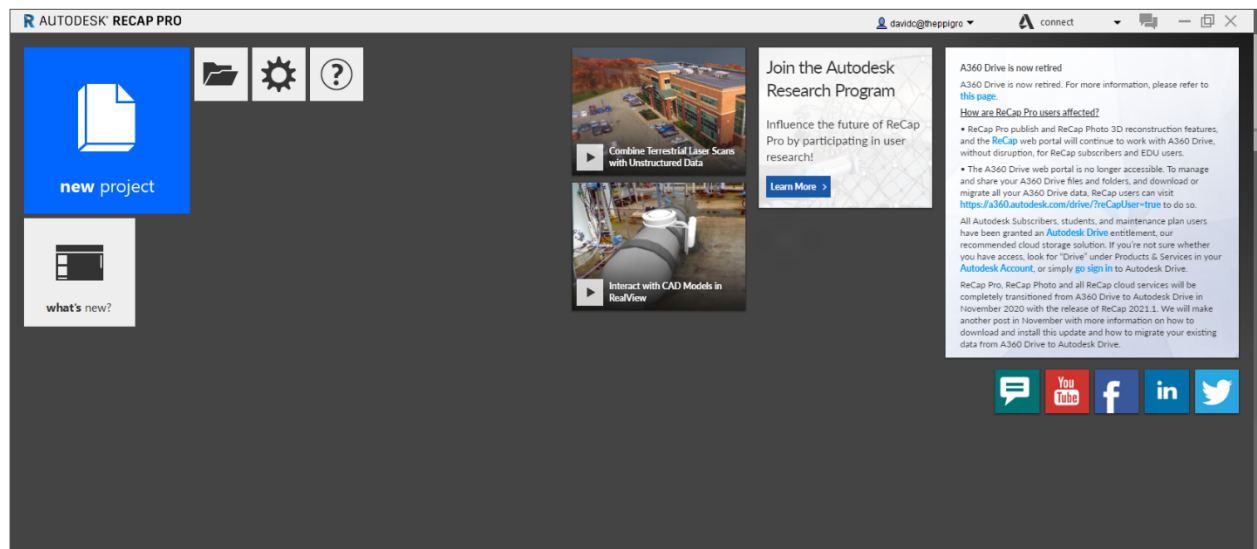 AUTODESK® RECAP PRO
davidc@theppigro
connect
new project
what's new?
Combine Terrestrial Laser Scans
with Unstructured Data
Interact with CAD Models in
RealView
Join the Autodesk
Research Program
Influence the future of ReCap
Pro by participating in user
research!
Learn More >
A360 Drive is now retired
A360 Drive is now retired. For more information, please refer to
this page.
How are ReCap Pro users affected?
• ReCap Pro publish and ReCap Photo 3D reconstruction features,
and the ReCap web portal will continue to work with A360 Drive,
without disruption, for ReCap subscribers and EDU users.
• The A360 Drive web portal is no longer accessible. To manage
and share your A360 Drive files and folders, and download or
migrate all your A360 Drive data, ReCap users can visit
https://a360.autodesk.com/drive/?reCapUser=true to do so.
All Autodesk Subscribers, students, and maintenance plan users
have been granted an Autodesk Drive entitlement, our
recommended cloud storage solution. If you're not sure whether
you have access, look for "Drive" under Products & Services in your
Autodesk Account, or simply go sign in to Autodesk Drive.
ReCap Pro, ReCap Photo and all ReCap cloud services will be
completely transitioned from A360 Drive to Autodesk Drive in
November 2020 with the release of ReCap 2021.1. We will make
another post in November with more information on how to
download and install this update and how to migrate your existing
data from A360 Drive to Autodesk Drive.
You
Tube
f
in